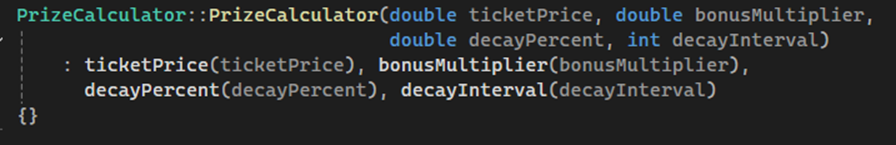 PrizeCalculator::PrizeCalculator(double ticketPrice, double bonusMultiplier,
double decayPercent, int decayInterval)
: ticketPrice(ticketPrice), bonusMultiplier(bonusMultiplier),
decayPercent(decayPercent), decayInterval(decayInterval)
{}